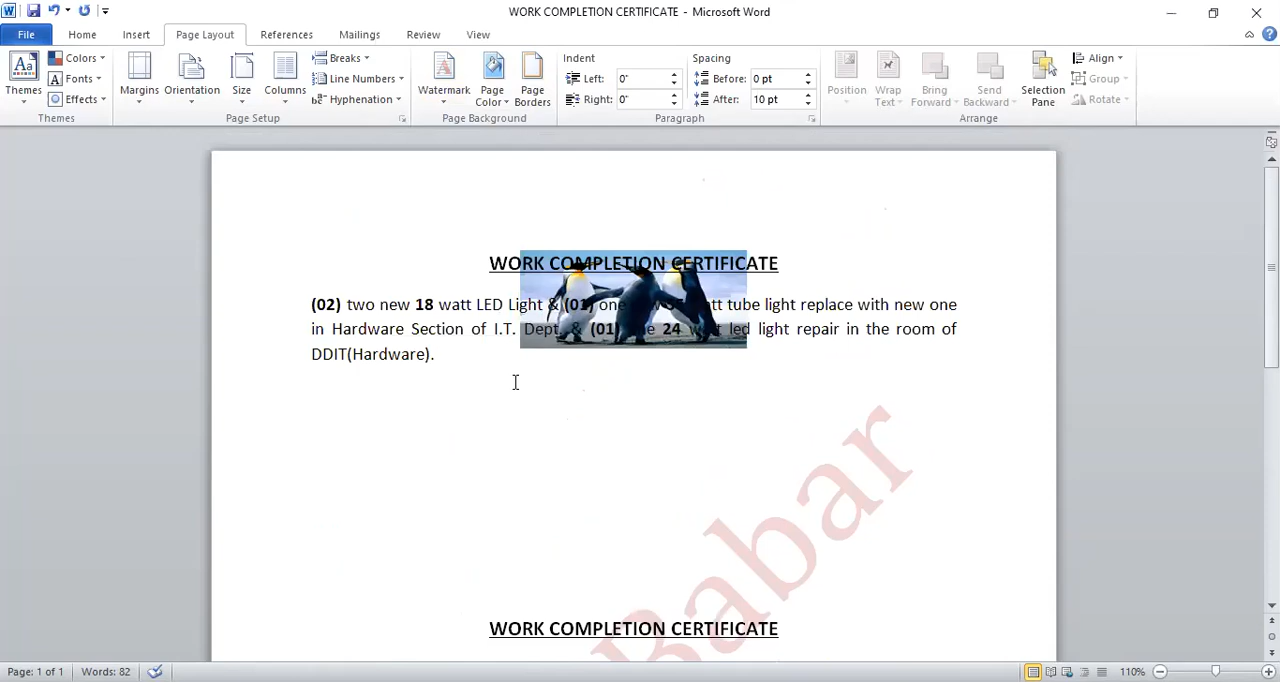 WORK COMPLETION CERTIFICATE - Microsoft Word
File Home Insert Page Layout References Mailings Review View
Themes
Colors
Fonts
Effects
Themes
Margins
Orientation
Size
Columns
Breaks
Line Numbers
Hyphenation
Page Setup
Watermark
Page Color
Page Borders
Page Background
Indent
Left: 0"
Right: 0"
Spacing
Before: 0 pt
After: 10 pt
Paragraph
Position
Wrap Text
Bring Forward
Send Backward
Selection Pane
Align
Group
Rotate
Arrange
WORK COMPLETION CERTIFICATE
(02) two new 18 watt LED Light & (01) one watt tube light replace with new one
in Hardware Section of I.T. Dept. & (01) one 24 watt led light repair in the room of
DDIT(Hardware).
Babar
WORK COMPLETION CERTIFICATE
Page: 1 of 1 Words: 82 110%